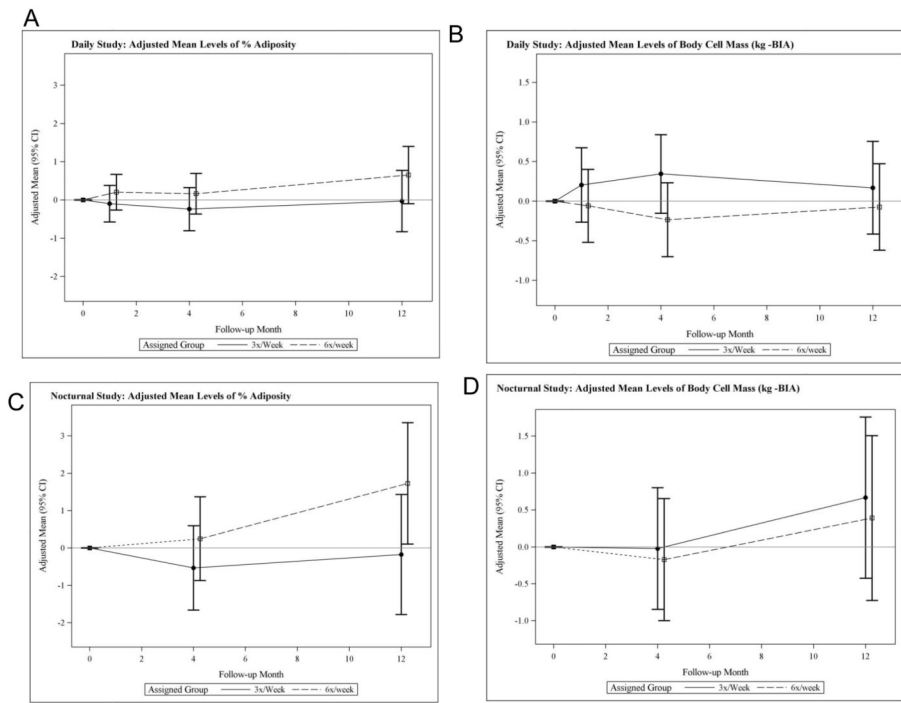 A
Daily Study: Adjusted Mean Levels of % Adiposity
Adjusted Mean (95% CI)
3
2
1
0
-1
-2
0 2 4 6 8 10 12
Follow-up Month
Assigned Group 3x/Week 6x/week
B
Daily Study: Adjusted Mean Levels of Body Cell Mass (kg -BIA)
Adjusted Mean (95% CI)
1.5
1.0
0.5
0.0
-0.5
-1.0
0 2 4 6 8 10 12
Follow-up Month
Assigned Group 3x/Week 6x/week
C
Nocturnal Study: Adjusted Mean Levels of % Adiposity
Adjusted Mean (95% CI)
3
2
1
0
-1
-2
0 2 4 6 8 10 12
Follow-up Month
Assigned Group 3x/Week 6x/week
D
Nocturnal Study: Adjusted Mean Levels of Body Cell Mass (kg -BIA)
Adjusted Mean (95% CI)
1.5
1.0
0.5
0.0
-0.5
-1.0
0 2 4 6 8 10 12
Follow-up Month
Assigned Group 3x/Week 6x/week